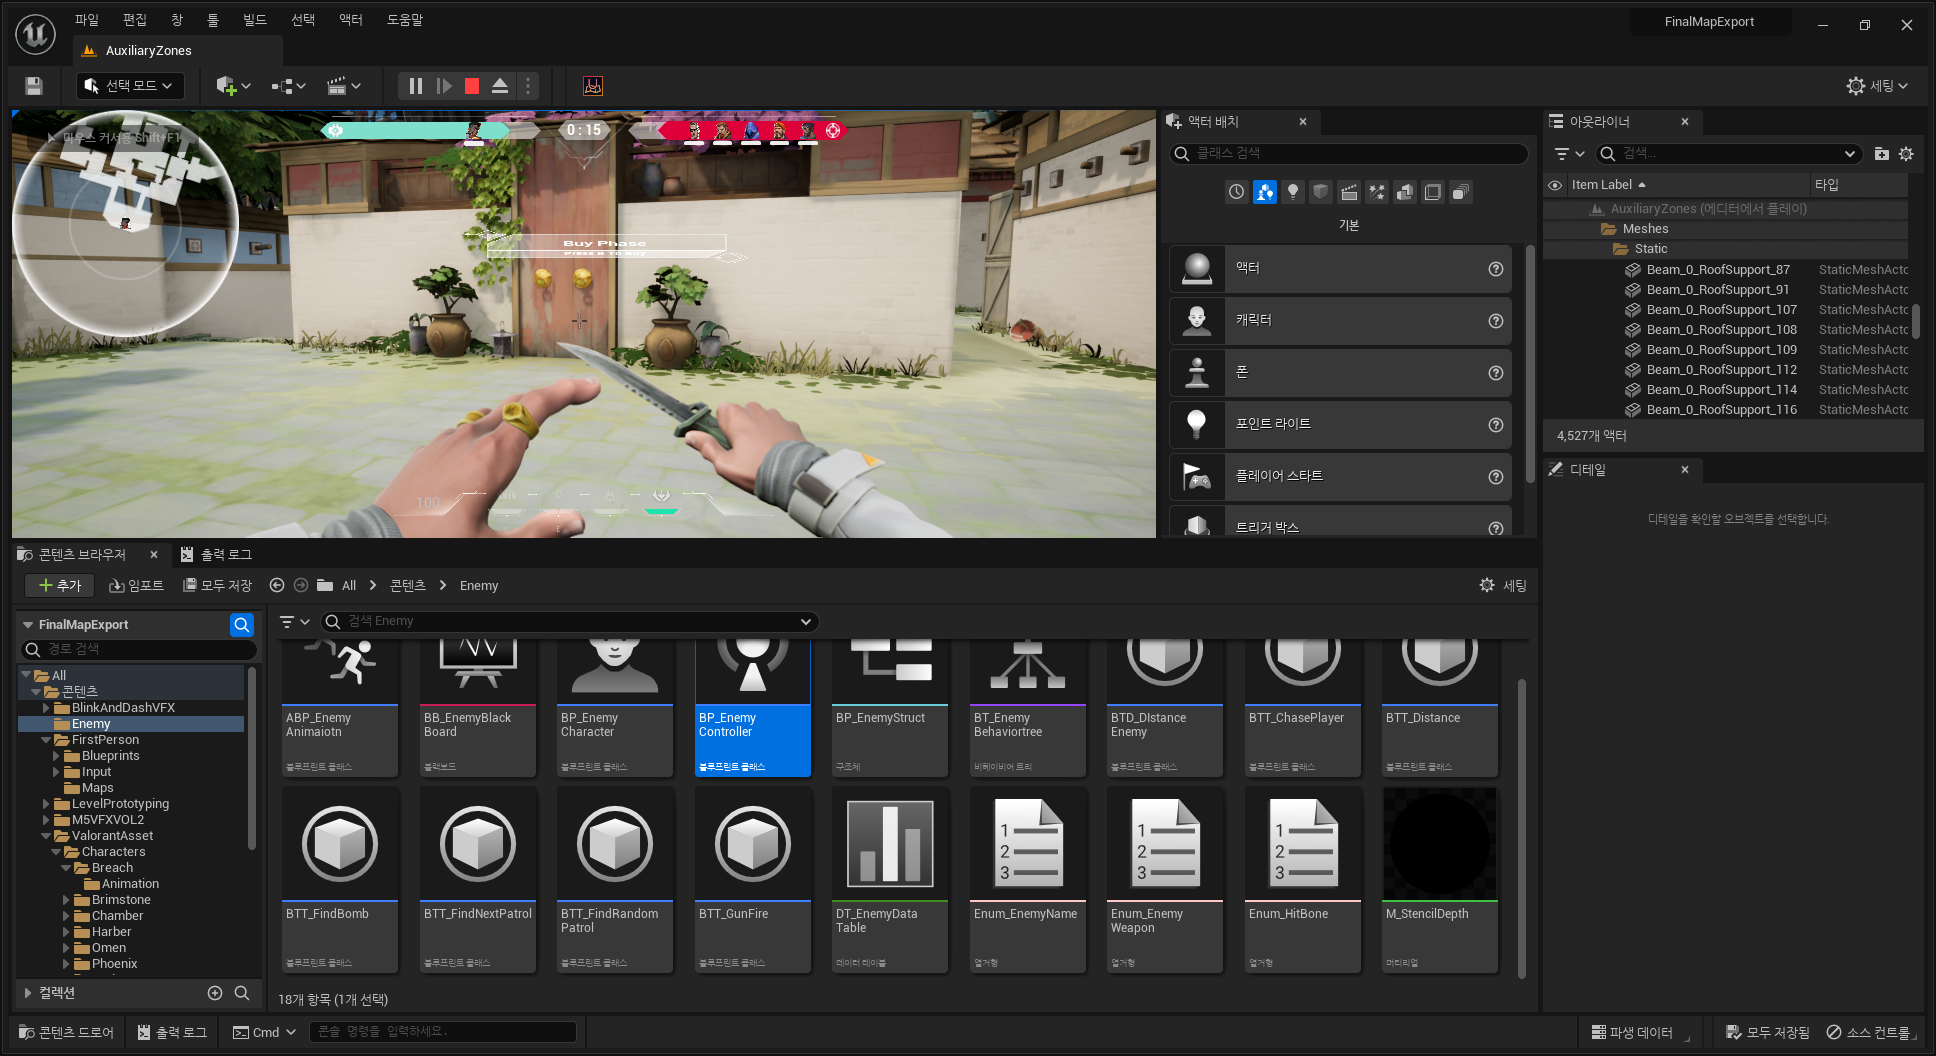 파일 편집 창 툴 빌드 선택 액터 도움말
FinalMapExport
AuxiliaryZones
선택 모드
세팅
마우스 커서용 Shift+F1
0 : 15
Buy Phase
100
액터 배치
클래스 검색
기본
액터
캐릭터
폰
포인트 라이트
플레이어 스타트
트리거 박스
아웃라이너
검색...
Item Label 타입
AuxiliaryZones (에디터에서 플레이)
Meshes
Static
Beam_0_RoofSupport_87 StaticMeshActo
Beam_0_RoofSupport_91 StaticMeshActo
Beam_0_RoofSupport_107 StaticMeshActo
Beam_0_RoofSupport_108 StaticMeshActo
Beam_0_RoofSupport_109 StaticMeshActo
Beam_0_RoofSupport_112 StaticMeshActo
Beam_0_RoofSupport_114 StaticMeshActo
Beam_0_RoofSupport_116 StaticMeshActo
4,527개 액터
디테일
디테일을 확인할 오브젝트를 선택합니다.
콘텐츠 브라우저 출력 로그
추가 임포트 모두 저장 All 콘텐츠 Enemy
세팅
FinalMapExport
경로 검색
All
콘텐츠
BlinkAndDashVFX
Enemy
FirstPerson
Blueprints
Input
Maps
LevelPrototyping
M5VFXVOL2
ValorantAsset
Characters
Breach
Animation
Brimstone
Chamber
Harber
Omen
Phoenix
컬렉션
검색 Enemy
ABP_Enemy
Animaiotn
블루프린트 클래스
BB_EnemyBlack
Board
블랙보드
BP_Enemy
Character
블루프린트 클래스
BP_Enemy
Controller
블루프린트 클래스
BP_EnemyStruct
구조체
BT_Enemy
Behaviortree
비헤이비어 트리
BTD_DIstance
Enemy
블루프린트 클래스
BTT_ChasePlayer
블루프린트 클래스
BTT_Distance
블루프린트 클래스
BTT_FindBomb
블루프린트 클래스
BTT_FindNextPatrol
블루프린트 클래스
BTT_FindRandom
Patrol
블루프린트 클래스
BTT_GunFire
블루프린트 클래스
DT_EnemyData
Table
데이터 테이블
1
2
3
Enum_EnemyName
열거형
1
2
3
Enum_Enemy
Weapon
열거형
1
2
3
Enum_HitBone
열거형
M_StencilDepth
머티리얼
18개 항목 (1개 선택)
콘텐츠 드로어 출력 로그 Cmd 콘솔 명령을 입력하세요.
파생 데이터 모두 저장됨 소스 컨트롤